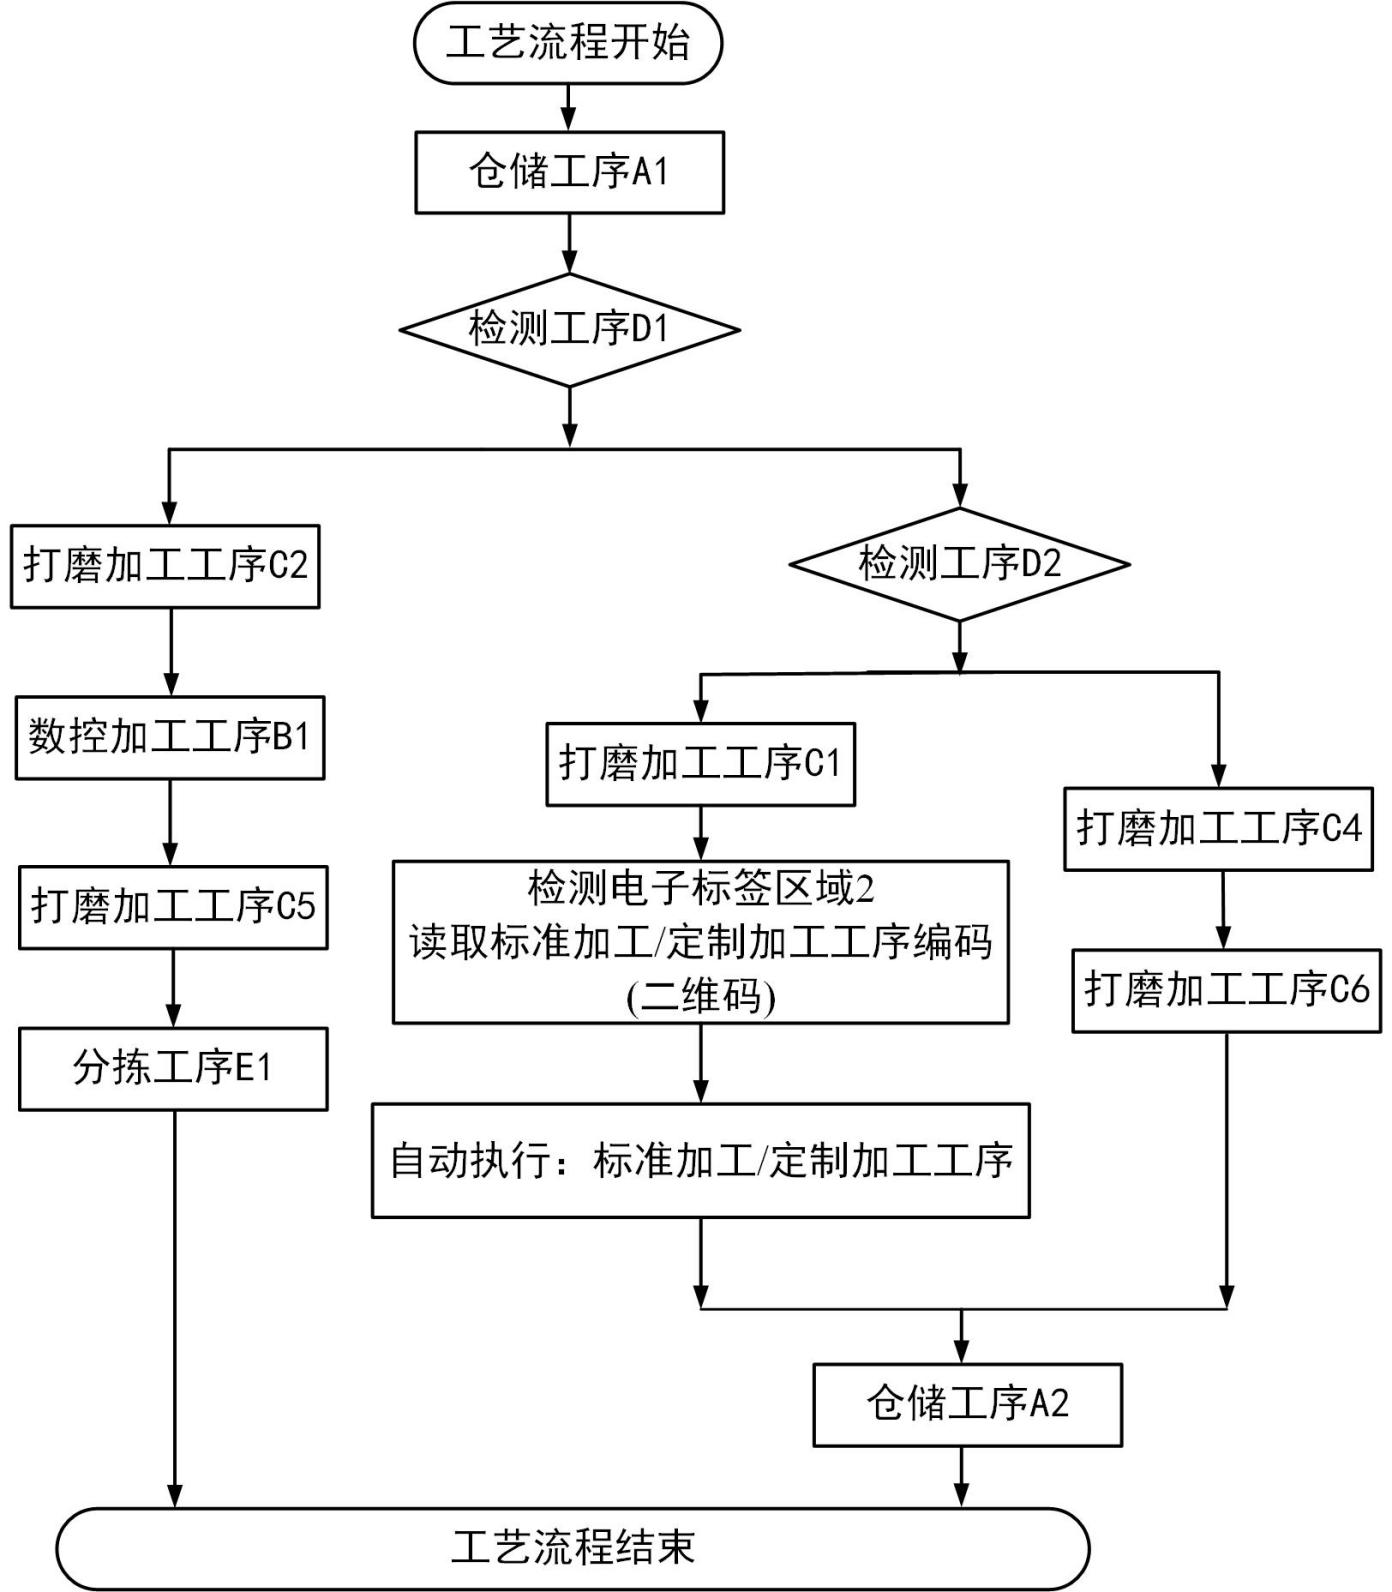 工艺流程开始
仓储工序A1
检测工序D1
打磨加工工序C2
检测工序D2
数控加工工序B1
打磨加工工序C1
打磨加工工序C4
打磨加工工序C5
检测电子标签区域2
读取标准加工/定制加工工序编码
(二维码)
打磨加工工序C6
分拣工序E1
自动执行：标准加工/定制加工工序
仓储工序A2
工艺流程结束